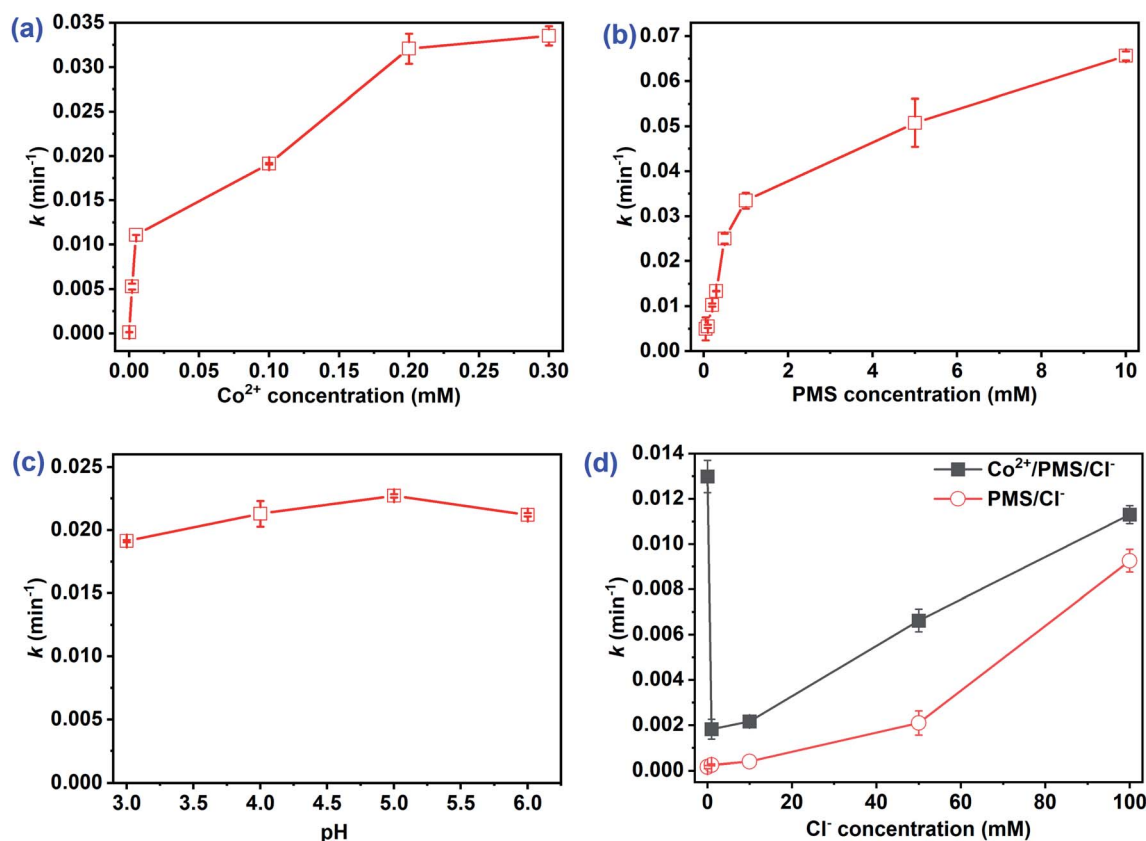 (a)
0.035
0.030
0.025
0.020
0.015
0.010
0.005
0.000
k (min⁻¹)
0.00 0.05 0.10 0.15 0.20 0.25 0.30
Co²⁺ concentration (mM)
(b)
0.07
0.06
0.05
0.04
0.03
0.02
0.01
0.00
k (min⁻¹)
0 2 4 6 8 10
PMS concentration (mM)
(c)
0.025
0.020
0.015
0.010
0.005
0.000
k (min⁻¹)
3.0 3.5 4.0 4.5 5.0 5.5 6.0
pH
(d)
0.014
0.012
0.010
0.008
0.006
0.004
0.002
0.000
k (min⁻¹)
Co²⁺/PMS/Cl⁻
PMS/Cl⁻
0 20 40 60 80 100
Cl⁻ concentration (mM)